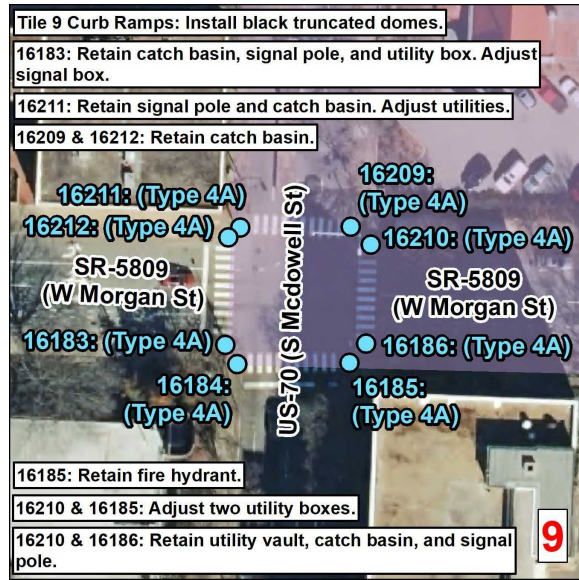 Tile 9 Curb Ramps: Install black truncated domes.
16183: Retain catch basin, signal pole, and utility box. Adjust
signal box.
16211: Retain signal pole and catch basin. Adjust utilities.
16209 & 16212: Retain catch basin.
16211: (Type 4A)
16212: (Type 4A)
16209:
(Type 4A)
16210: (Type 4A)
SR-5809
(W Morgan St)
US-70 (S Mcdowell St)
SR-5809
(W Morgan St)
16183: (Type 4A)
16184:
(Type 4A)
16186: (Type 4A)
16185:
(Type 4A)
16185: Retain fire hydrant.
16210 & 16185: Adjust two utility boxes.
16210 & 16186: Retain utility vault, catch basin, and signal
pole.
9